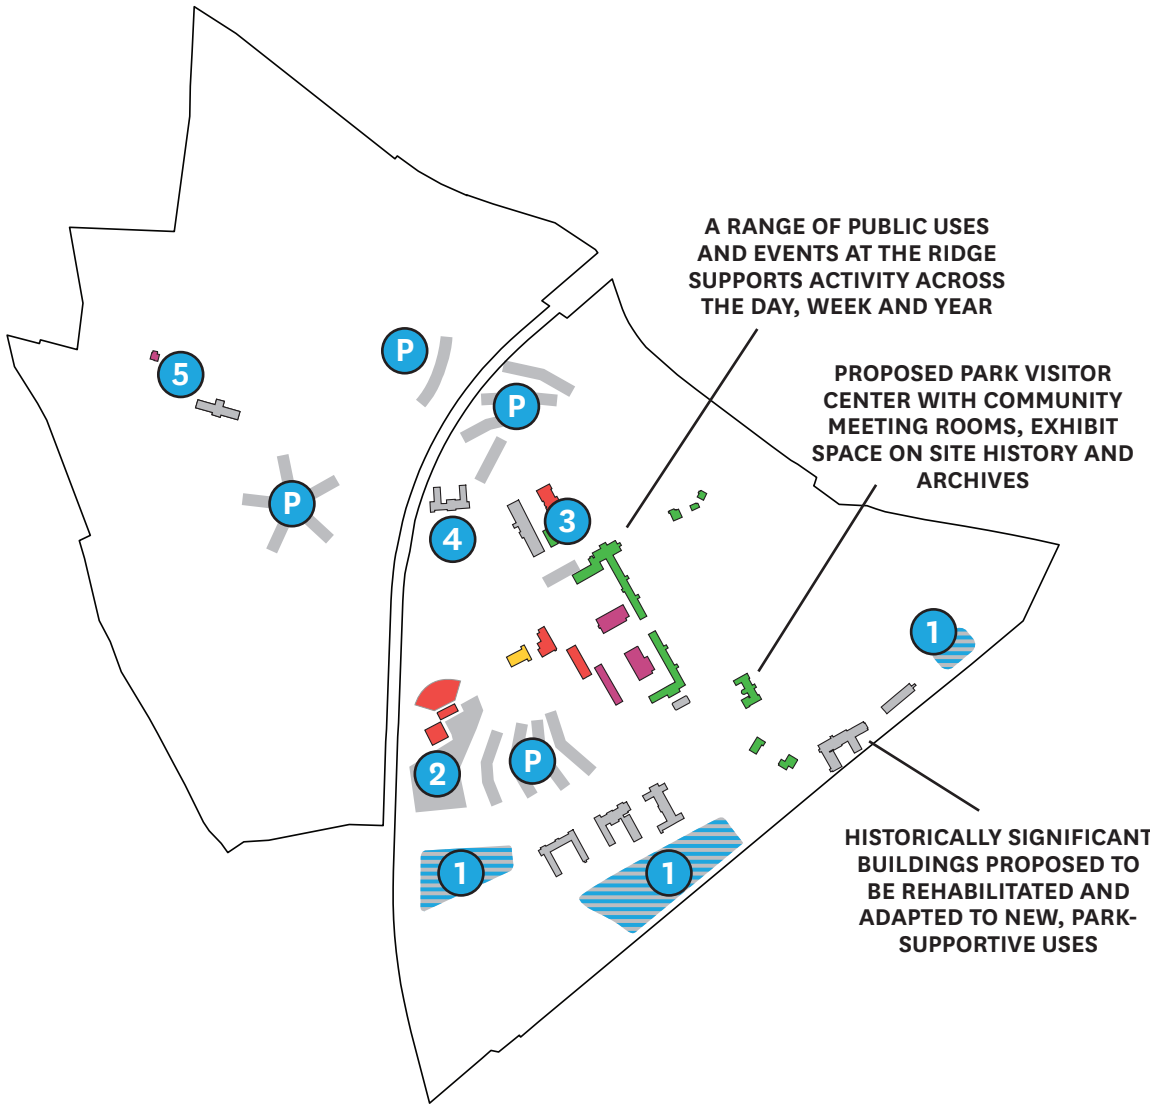 A RANGE OF PUBLIC USES
AND EVENTS AT THE RIDGE
SUPPORTS ACTIVITY ACROSS
THE DAY, WEEK AND YEAR
PROPOSED PARK VISITOR
CENTER WITH COMMUNITY
MEETING ROOMS, EXHIBIT
SPACE ON SITE HISTORY AND
ARCHIVES
P
5
P
P
3
4
1
P
2
1
1
HISTORICALLY SIGNIFICANT
BUILDINGS PROPOSED TO
BE REHABILITATED AND
ADAPTED TO NEW, PARK-
SUPPORTIVE USES